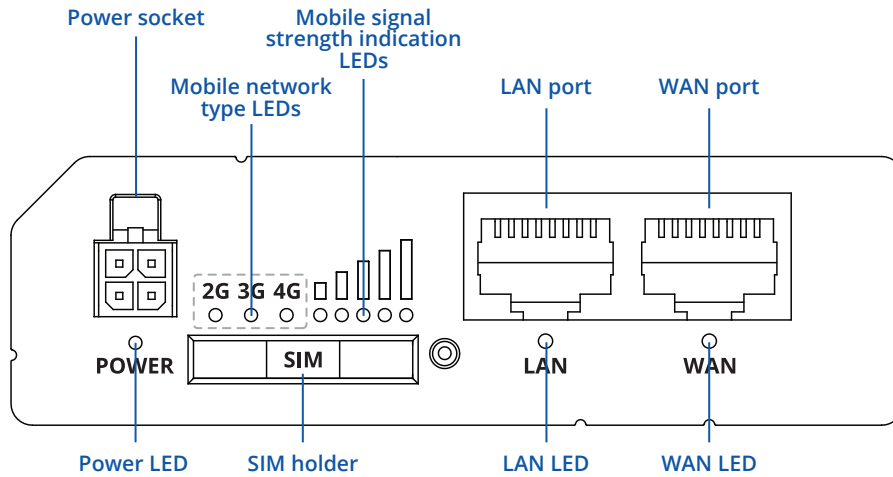 Power socket
Mobile signal
strength indication
LEDs
Mobile network
type LEDs
LAN port
WAN port
2G 3G 4G
POWER
SIM
LAN
WAN
Power LED
SIM holder
LAN LED
WAN LED